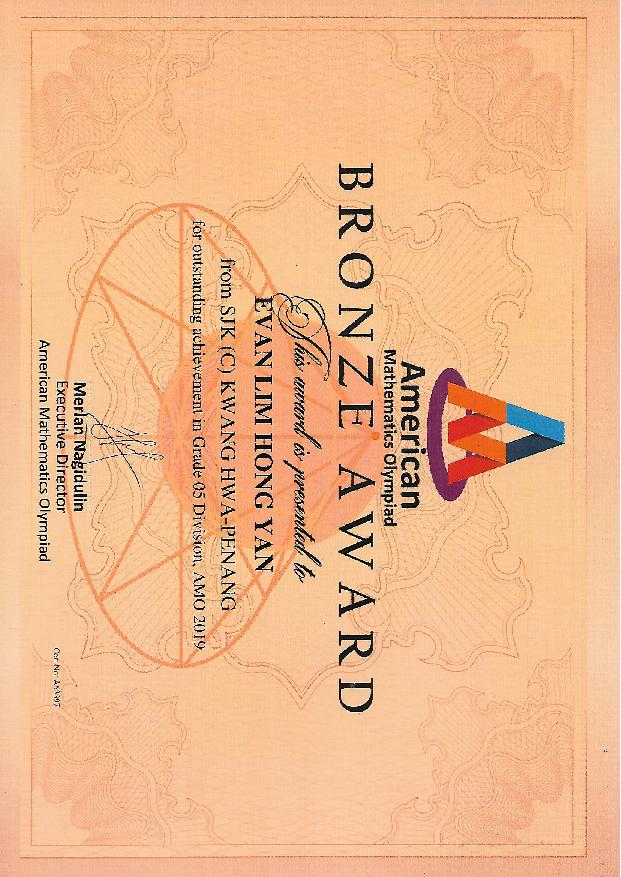 American
Mathematics Olympiad
BRONZE AWARD
This award is presented to
EVAN LIM HONG YAN
from SJK (C) KWANG HWA-PENANG
for outstanding achievement in Grade 05 Division, AMO 2019
Merlan Nagidulin
Executive Director
American Mathematics Olympiad
Cer No: